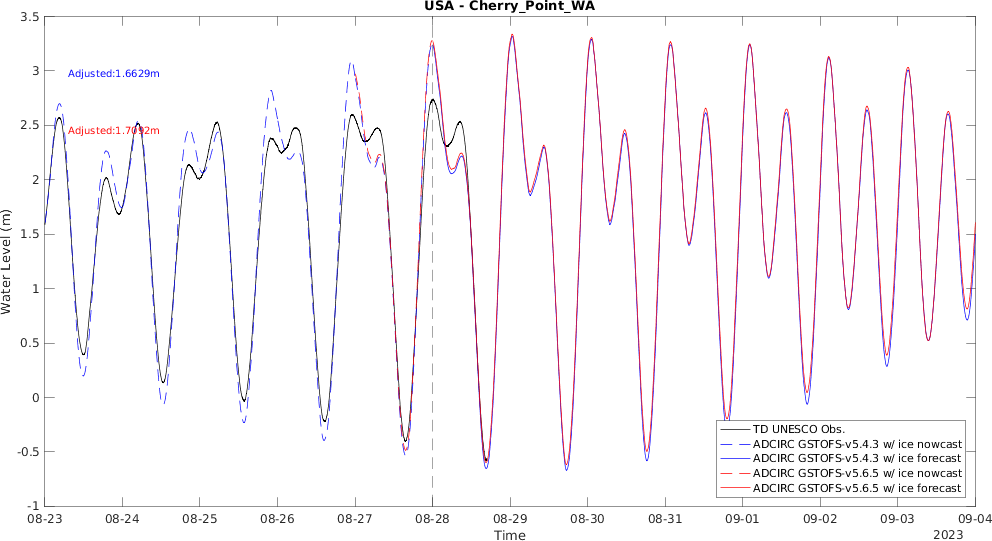 USA - Cherry_Point_WA
3.5
3
2.5
2
1.5
1
0.5
0
-0.5
-1
Water Level (m)
Adjusted:1.6629m
Adjusted:1.7092m
TD UNESCO Obs.
ADCIRC GSTOFS-v5.4.3 w/ ice nowcast
ADCIRC GSTOFS-v5.4.3 w/ ice forecast
ADCIRC GSTOFS-v5.6.5 w/ ice nowcast
ADCIRC GSTOFS-v5.6.5 w/ ice forecast
08-23 08-24 08-25 08-26 08-27 08-28 08-29 08-30 08-31 09-01 09-02 09-03 09-04
Time
2023